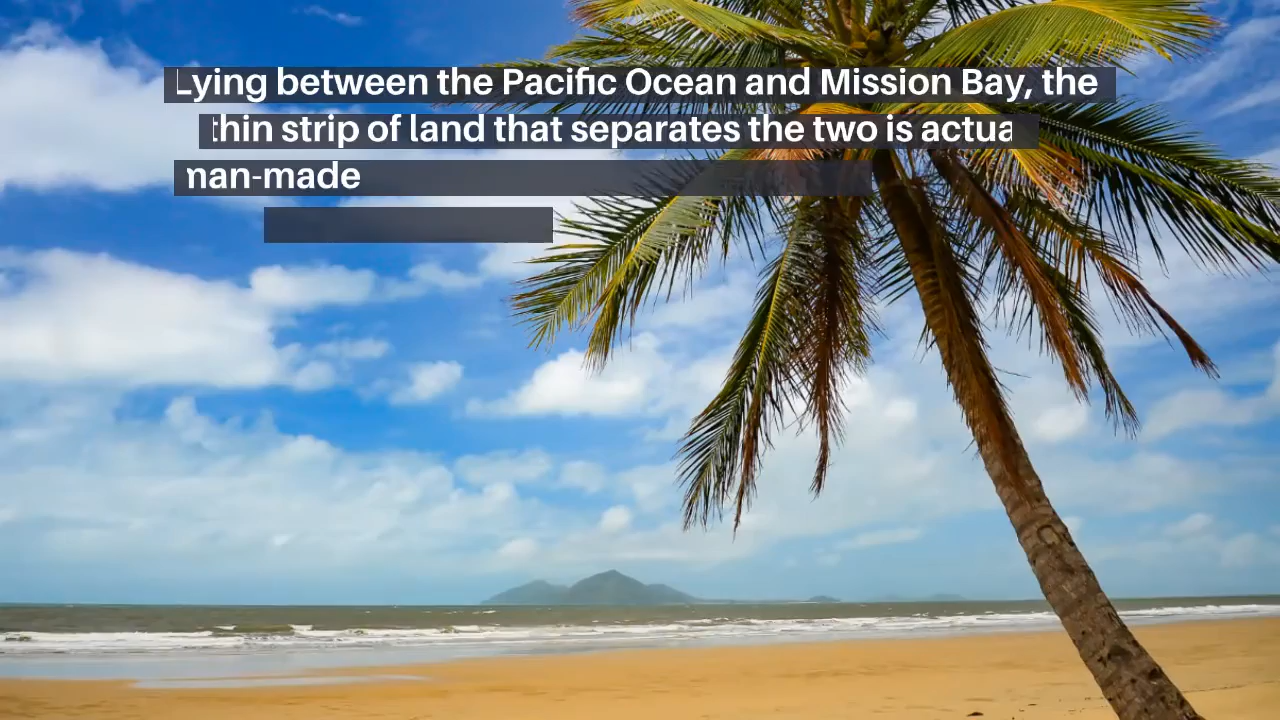 Lying between the Pacific Ocean and Mission Bay, the
thin strip of land that separates the two is actua
man-made